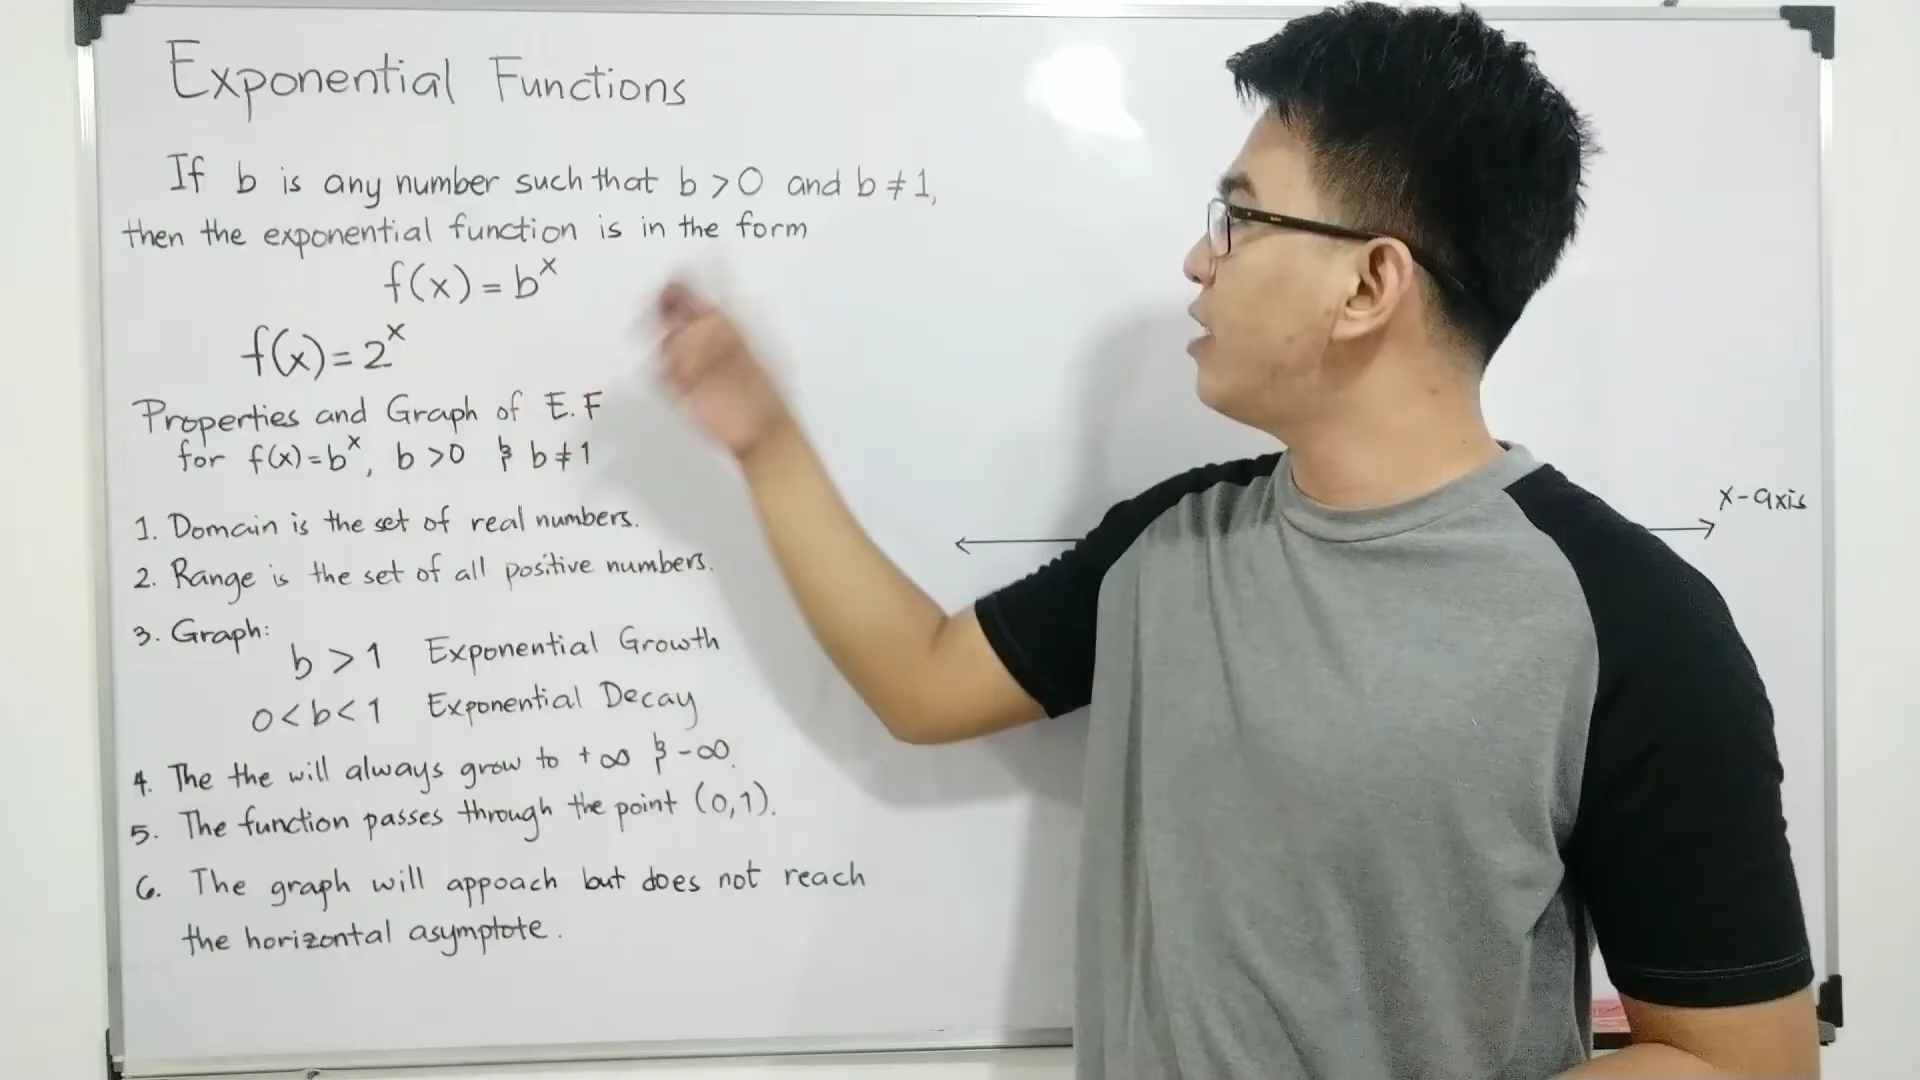 Exponential Functions
If b is any number such that b > 0 and b ≠ 1,
then the exponential function is in the form
f(x) = bˣ
f(x) = 2ˣ
Properties and Graph of E.F
for f(x) = bˣ, b > 0 & b ≠ 1
1. Domain is the set of real numbers.
2. Range is the set of all positive numbers.
3. Graph:
b > 1 Exponential Growth
0 < b < 1 Exponential Decay
4. The the will always grow to +∞ & -∞.
5. The function passes through the point (0,1).
6. The graph will appoach but does not reach
the horizontal asymptote.
x-axis